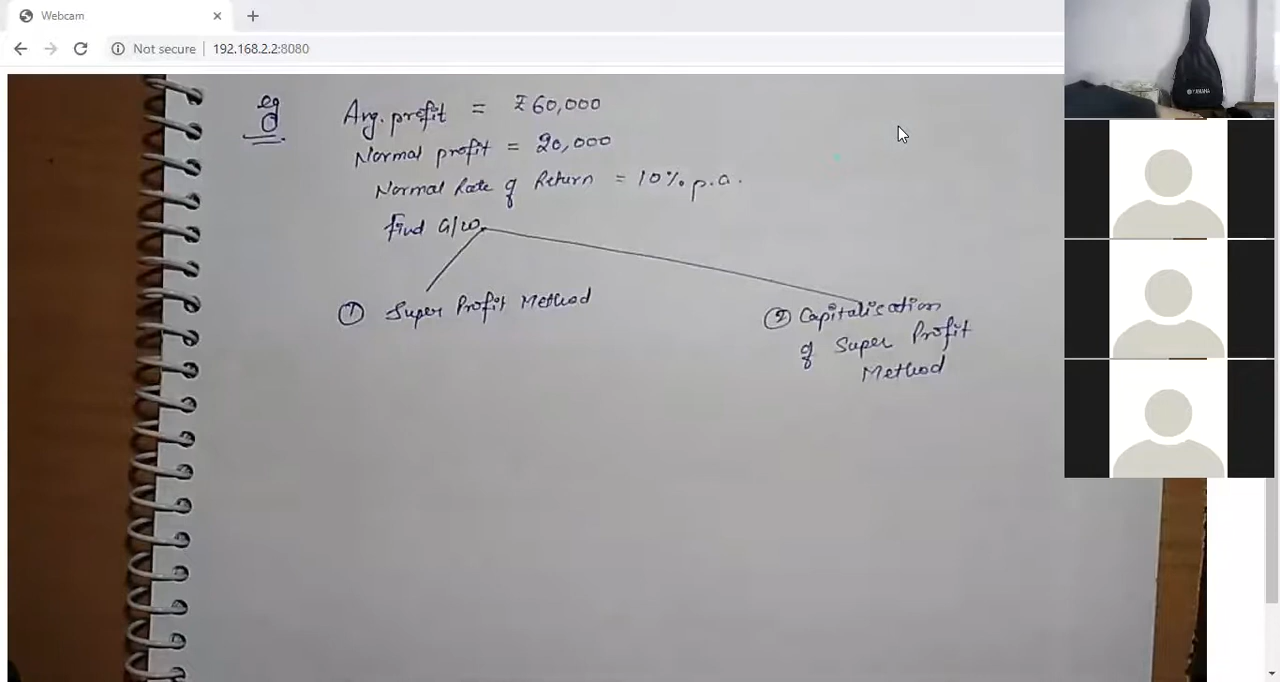 Webcam
Not secure
192.168.2.2:8080
eg
Avg. profit = ₹60,000
Normal profit = 20,000
Normal Rate of Return = 10% p.a.
find G/w.
① Super Profit Method
② Capitalisation
of Super Profit
Method
YAMAHA